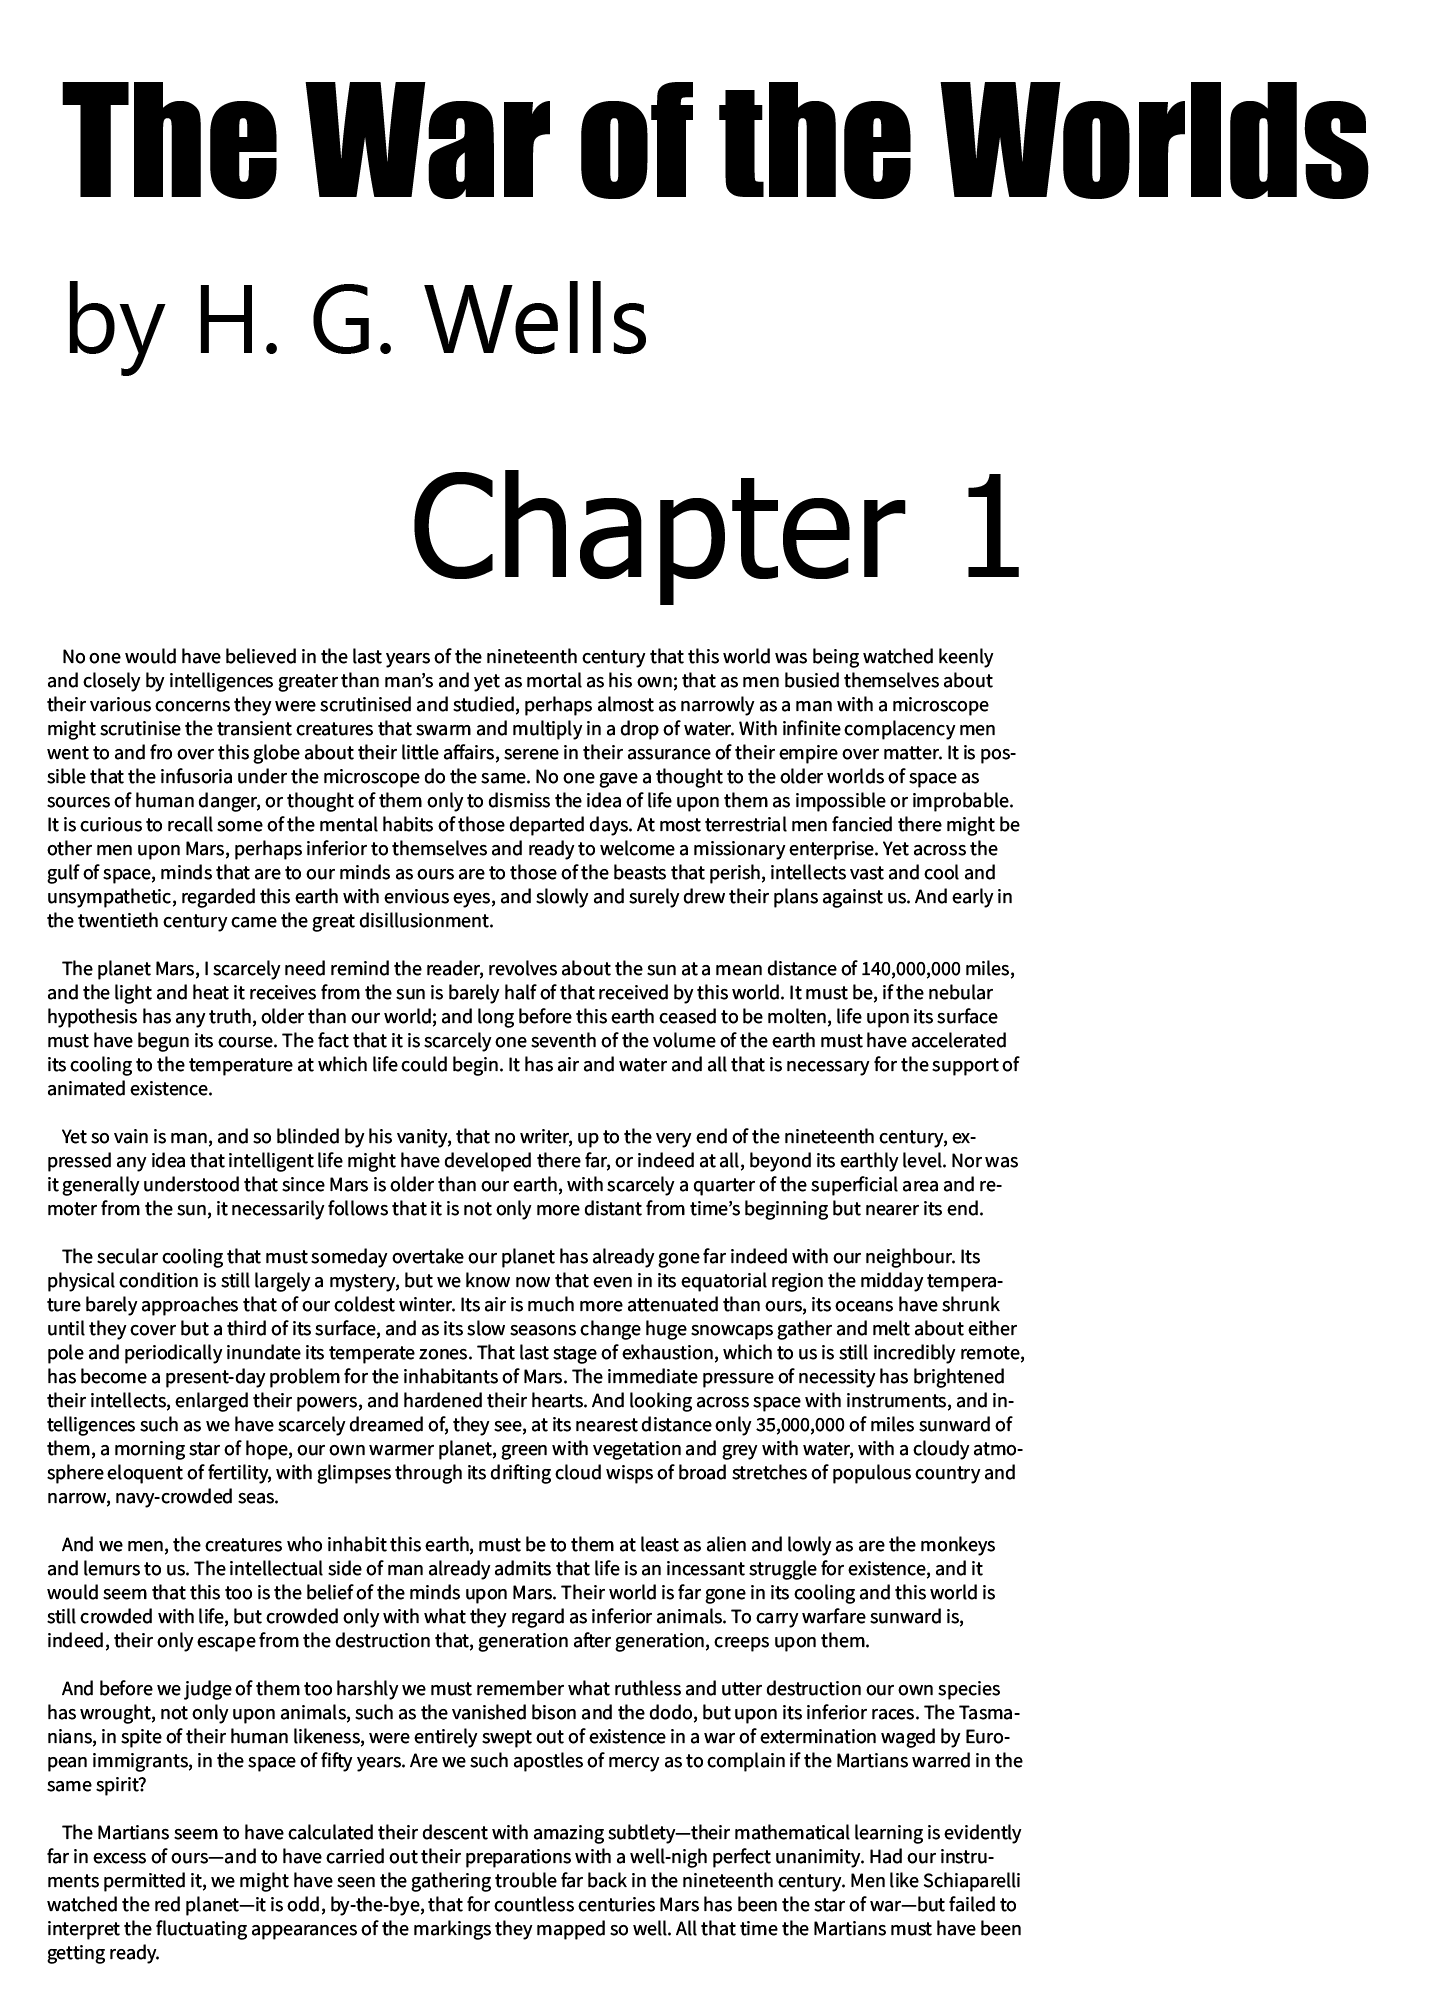 The War of the Worlds
by H. G. Wells
Chapter 1
No one would have believed in the last years of the nineteenth century that this world was being watched keenly
and closely by intelligences greater than man’s and yet as mortal as his own; that as men busied themselves about
their various concerns they were scrutinised and studied, perhaps almost as narrowly as a man with a microscope
might scrutinise the transient creatures that swarm and multiply in a drop of water. With infinite complacency men
went to and fro over this globe about their little affairs, serene in their assurance of their empire over matter. It is pos-
sible that the infusoria under the microscope do the same. No one gave a thought to the older worlds of space as
sources of human danger, or thought of them only to dismiss the idea of life upon them as impossible or improbable.
It is curious to recall some of the mental habits of those departed days. At most terrestrial men fancied there might be
other men upon Mars, perhaps inferior to themselves and ready to welcome a missionary enterprise. Yet across the
gulf of space, minds that are to our minds as ours are to those of the beasts that perish, intellects vast and cool and
unsympathetic, regarded this earth with envious eyes, and slowly and surely drew their plans against us. And early in
the twentieth century came the great disillusionment.
The planet Mars, I scarcely need remind the reader, revolves about the sun at a mean distance of 140,000,000 miles,
and the light and heat it receives from the sun is barely half of that received by this world. It must be, if the nebular
hypothesis has any truth, older than our world; and long before this earth ceased to be molten, life upon its surface
must have begun its course. The fact that it is scarcely one seventh of the volume of the earth must have accelerated
its cooling to the temperature at which life could begin. It has air and water and all that is necessary for the support of
animated existence.
Yet so vain is man, and so blinded by his vanity, that no writer, up to the very end of the nineteenth century, ex-
pressed any idea that intelligent life might have developed there far, or indeed at all, beyond its earthly level. Nor was
it generally understood that since Mars is older than our earth, with scarcely a quarter of the superficial area and re-
moter from the sun, it necessarily follows that it is not only more distant from time’s beginning but nearer its end.
The secular cooling that must someday overtake our planet has already gone far indeed with our neighbour. Its
physical condition is still largely a mystery, but we know now that even in its equatorial region the midday tempera-
ture barely approaches that of our coldest winter. Its air is much more attenuated than ours, its oceans have shrunk
until they cover but a third of its surface, and as its slow seasons change huge snowcaps gather and melt about either
pole and periodically inundate its temperate zones. That last stage of exhaustion, which to us is still incredibly remote,
has become a present-day problem for the inhabitants of Mars. The immediate pressure of necessity has brightened
their intellects, enlarged their powers, and hardened their hearts. And looking across space with instruments, and in-
telligences such as we have scarcely dreamed of, they see, at its nearest distance only 35,000,000 of miles sunward of
them, a morning star of hope, our own warmer planet, green with vegetation and grey with water, with a cloudy atmo-
sphere eloquent of fertility, with glimpses through its drifting cloud wisps of broad stretches of populous country and
narrow, navy-crowded seas.
And we men, the creatures who inhabit this earth, must be to them at least as alien and lowly as are the monkeys
and lemurs to us. The intellectual side of man already admits that life is an incessant struggle for existence, and it
would seem that this too is the belief of the minds upon Mars. Their world is far gone in its cooling and this world is
still crowded with life, but crowded only with what they regard as inferior animals. To carry warfare sunward is,
indeed, their only escape from the destruction that, generation after generation, creeps upon them.
And before we judge of them too harshly we must remember what ruthless and utter destruction our own species
has wrought, not only upon animals, such as the vanished bison and the dodo, but upon its inferior races. The Tasma-
nians, in spite of their human likeness, were entirely swept out of existence in a war of extermination waged by Euro-
pean immigrants, in the space of fifty years. Are we such apostles of mercy as to complain if the Martians warred in the
same spirit?
The Martians seem to have calculated their descent with amazing subtlety—their mathematical learning is evidently
far in excess of ours—and to have carried out their preparations with a well-nigh perfect unanimity. Had our instru-
ments permitted it, we might have seen the gathering trouble far back in the nineteenth century. Men like Schiaparelli
watched the red planet—it is odd, by-the-bye, that for countless centuries Mars has been the star of war—but failed to
interpret the fluctuating appearances of the markings they mapped so well. All that time the Martians must have been
getting ready.